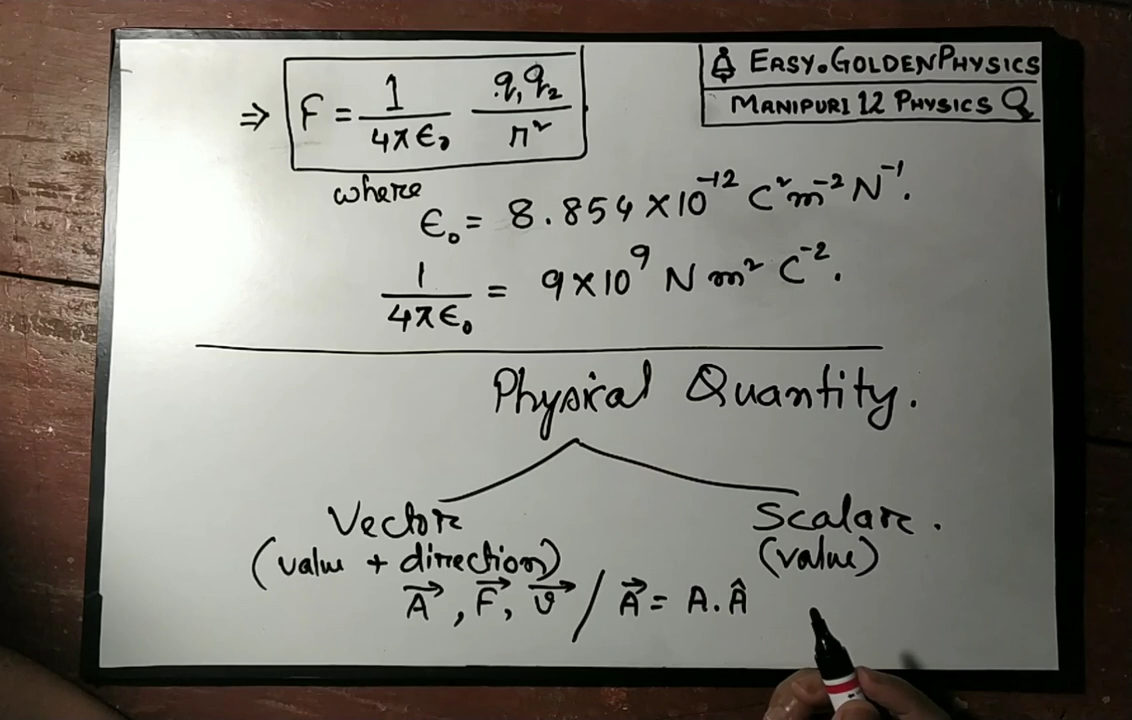 EASY.GOLDENPHYSICS
MANIPURI 12 PHYSICS
⇒ F = 1/4πε₀ q₁q₂/r²
where
ε₀ = 8.854 × 10⁻¹² C² m⁻² N⁻¹.
1/4πε₀ = 9 × 10⁹ N m² C⁻².
Physical Quantity.
Vector Scalar.
(value + direction) (value)
A⃗, F⃗, v⃗ / A⃗ = A.Â